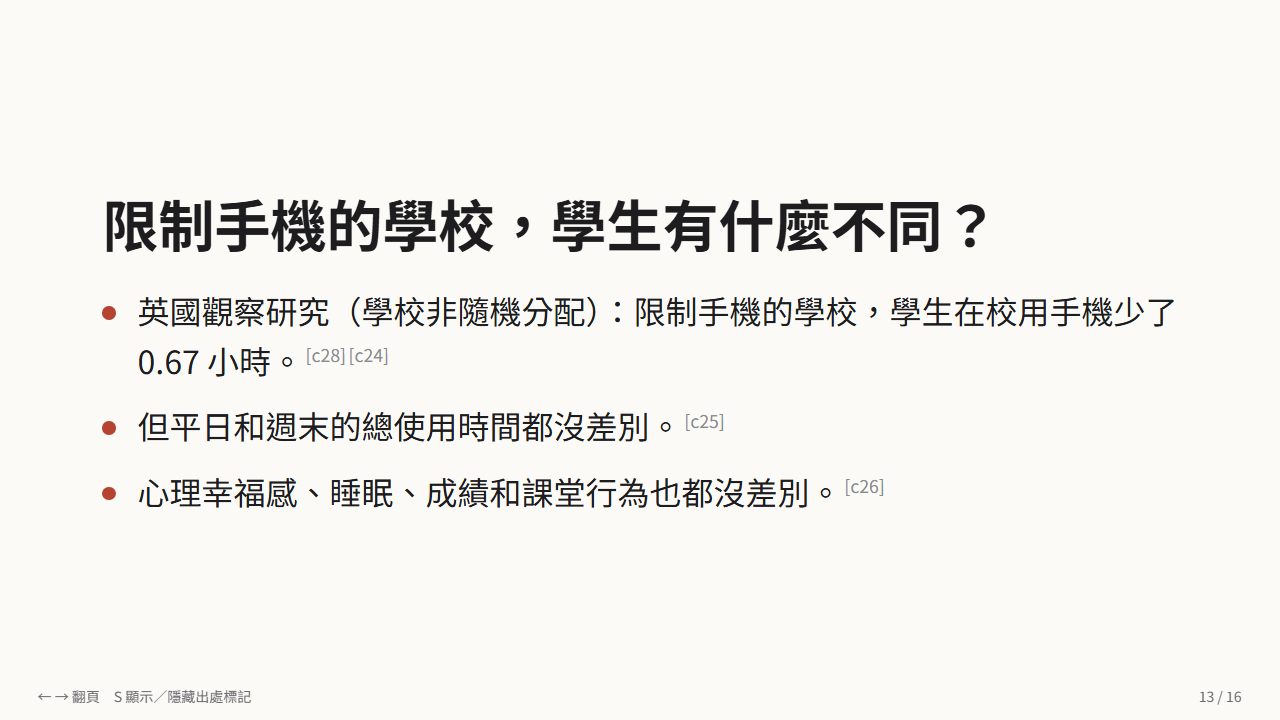 限制手機的學校，學生有什麼不同？
英國觀察研究（學校非隨機分配）：限制手機的學校，學生在校用手機少了
0.67 小時。[c28][c24]
但平日和週末的總使用時間都沒差別。[c25]
心理幸福感、睡眠、成績和課堂行為也都沒差別。[c26]
←→ 翻頁　S 顯示／隱藏出處標記
13 / 16